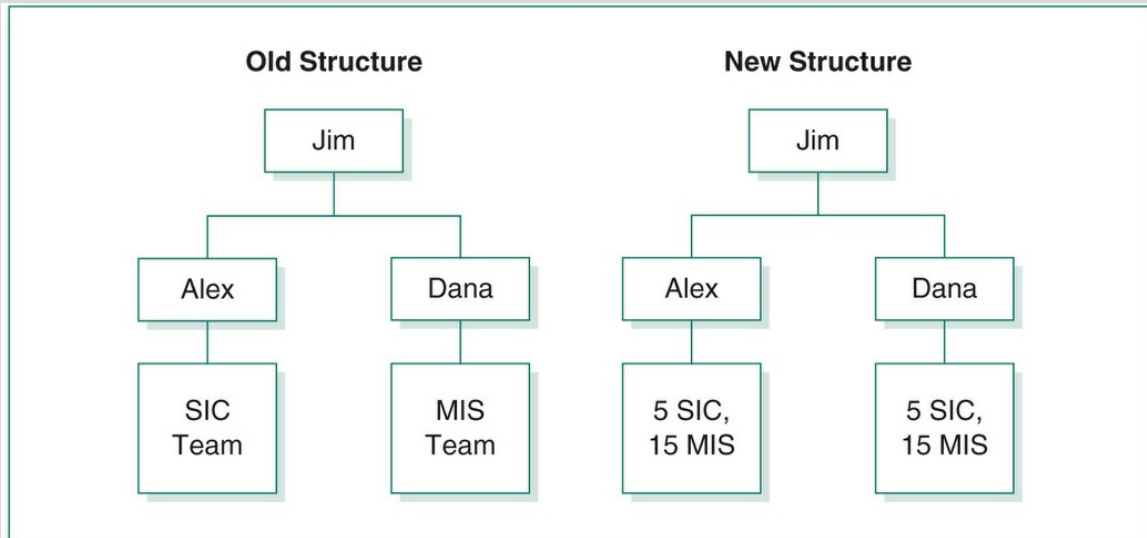 Old Structure
Jim
Alex
Dana
SIC
Team
MIS
Team
New Structure
Jim
Alex
Dana
5 SIC,
15 MIS
5 SIC,
15 MIS